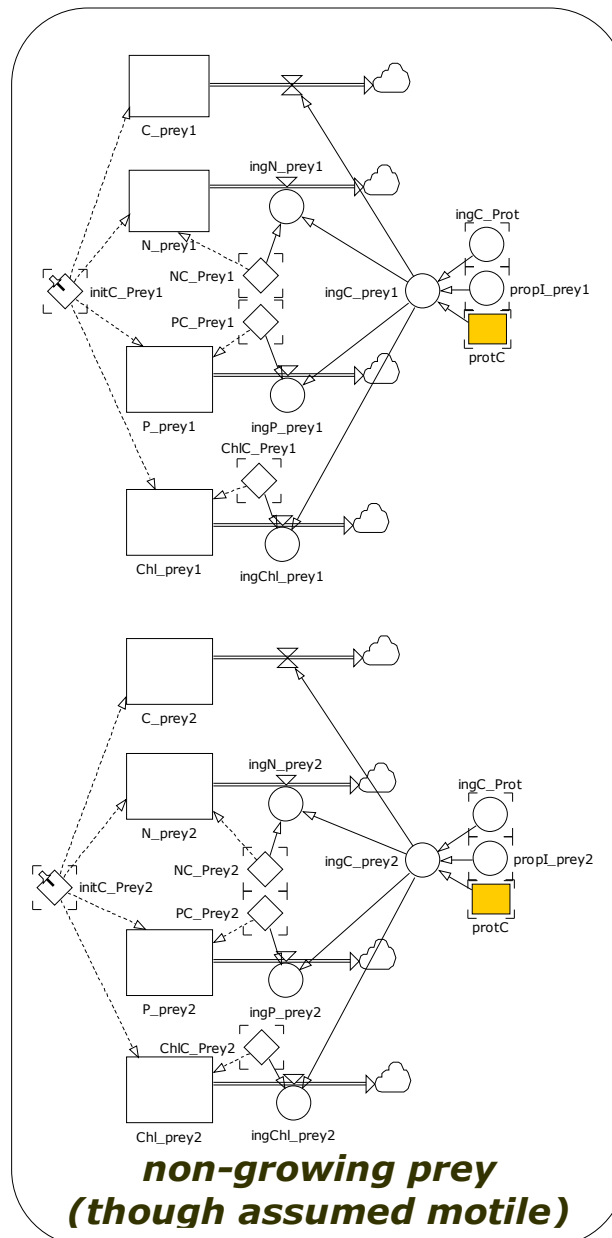 C_prey1
ingN_prey1
N_prey1
ingC_Prot
NC_Prey1
initC_Prey1
ingC_prey1
propI_prey1
PC_Prey1
protC
P_prey1
ingP_prey1
ChlC_Prey1
Chl_prey1
ingChl_prey1
C_prey2
ingN_prey2
N_prey2
ingC_Prot
NC_Prey2
initC_Prey2
ingC_prey2
propI_prey2
PC_Prey2
protC
P_prey2
ingP_prey2
ChlC_Prey2
Chl_prey2
ingChl_prey2
non-growing prey
(though assumed motile)